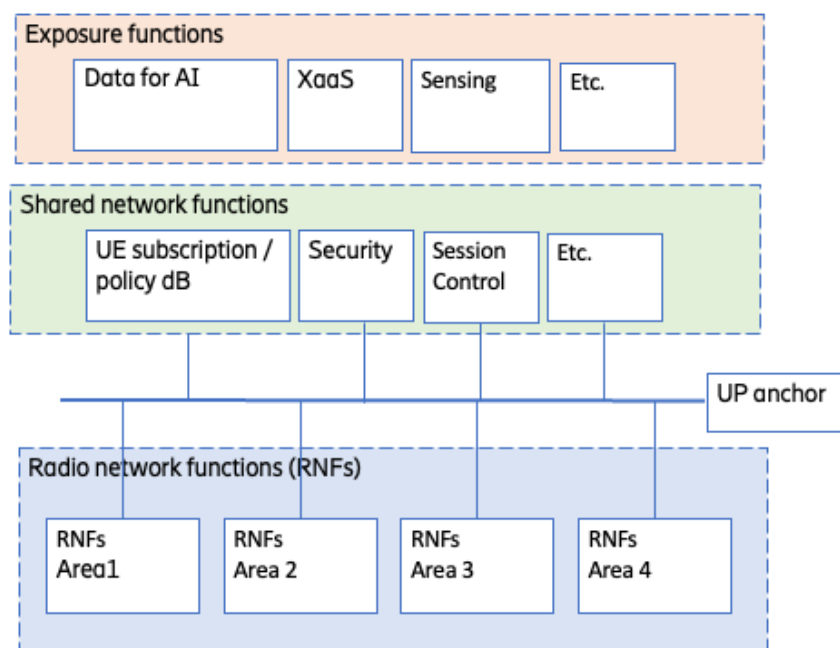 Exposure functions
Data for AI
XaaS
Sensing
Etc.
Shared network functions
UE subscription /
policy dB
Security
Session
Control
Etc.
UP anchor
Radio network functions (RNFs)
RNFs
Area1
RNFs
Area 2
RNFs
Area 3
RNFs
Area 4